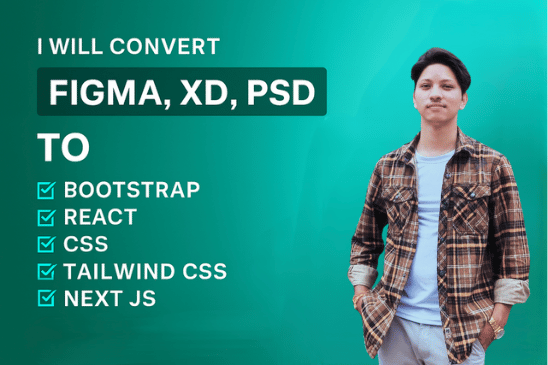 I WILL CONVERT
FIGMA, XD, PSD
TO
BOOTSTRAP
REACT
CSS
TAILWIND CSS
NEXT JS